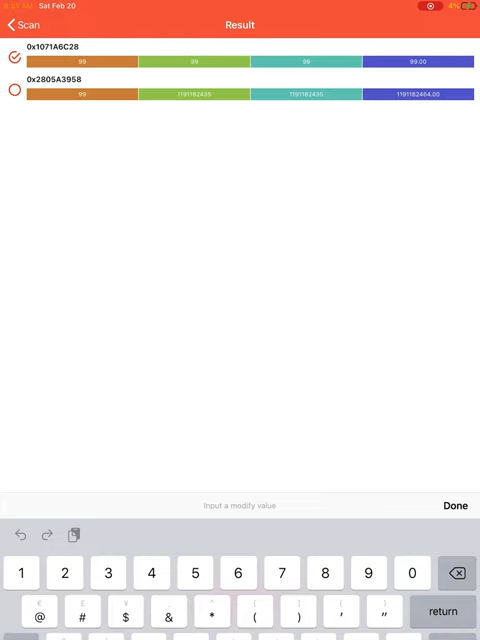 Sat Feb 20
4%
Scan
Result
0x1071A6C28
99 99 99 99.00
0x2805A3958
99 1191182435 1191182435 1191182464.00
Input a modify value
Done
1 2 3 4 5 6 7 8 9 0
@ # $ & * ( ) ' "
return